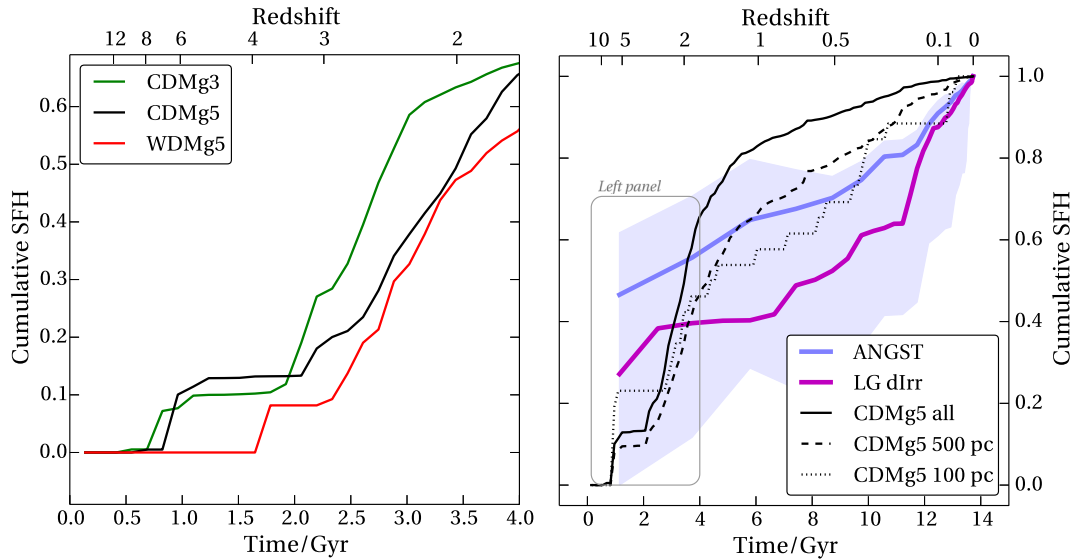 Redshift
12 8 6 4 3 2
CDMg3
CDMg5
WDMg5
Cumulative SFH
0.6
0.5
0.4
0.3
0.2
0.1
0.0
0.0 0.5 1.0 1.5 2.0 2.5 3.0 3.5 4.0
Time/Gyr
Redshift
10 5 2 1 0.5 0.1 0
Left panel
1.0
0.8
0.6
0.4
0.2
0.0
Cumulative SFH
ANGST
LG dIrr
CDMg5 all
CDMg5 500 pc
CDMg5 100 pc
0 2 4 6 8 10 12 14
Time/Gyr